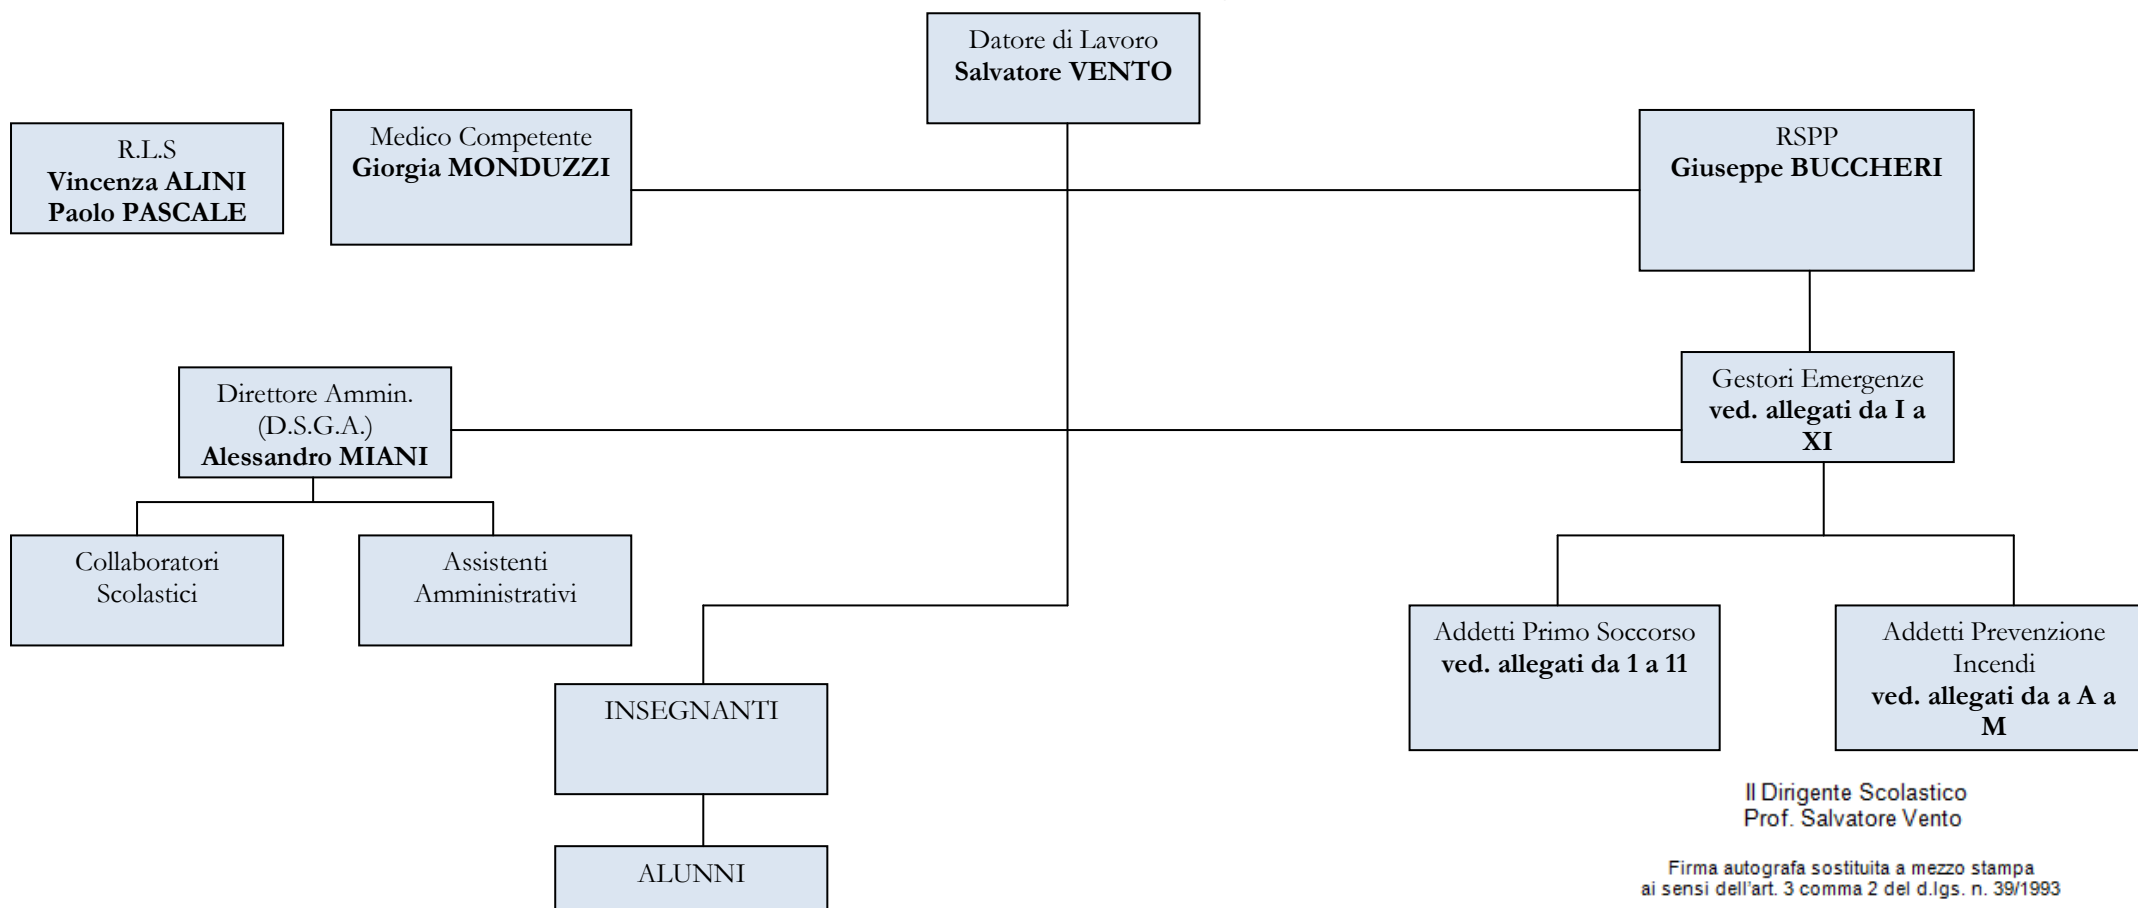 Datore di Lavoro
Salvatore VENTO
R.L.S
Vincenza ALINI
Paolo PASCALE
Medico Competente
Giorgia MONDUZZI
RSPP
Giuseppe BUCCHERI
Direttore Ammin.
(D.S.G.A.)
Alessandro MIANI
Gestori Emergenze
ved. allegati da I a
XI
Collaboratori
Scolastici
Assistenti
Amministrativi
Addetti Primo Soccorso
ved. allegati da 1 a 11
Addetti Prevenzione
Incendi
ved. allegati da a A a
M
INSEGNANTI
ALUNNI
Il Dirigente Scolastico
Prof. Salvatore Vento
Firma autografa sostituita a mezzo stampa
ai sensi dell'art. 3 comma 2 del d.lgs. n. 39/1993